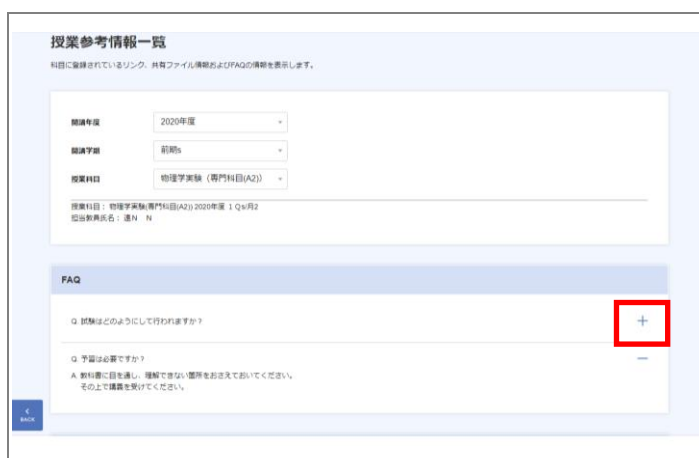 授業参考情報一覧
科目に登録されているリンク、共有ファイル情報およびFAQの情報を表示します。
開講年度 2020年度
開講学期 前期s
授業科目 物理学実験（専門科目(A2)）
授業科目： 物理学実験(専門科目(A2)) 2020年度 1 Qs/月2
担当教員氏名： 適N N
FAQ
Q. 試験はどのようにして行われますか？
Q. 予習は必要ですか？
A. 教科書に目を通し、理解できない箇所をおさえておいてください。
その上で講義を受けてください。
BACK